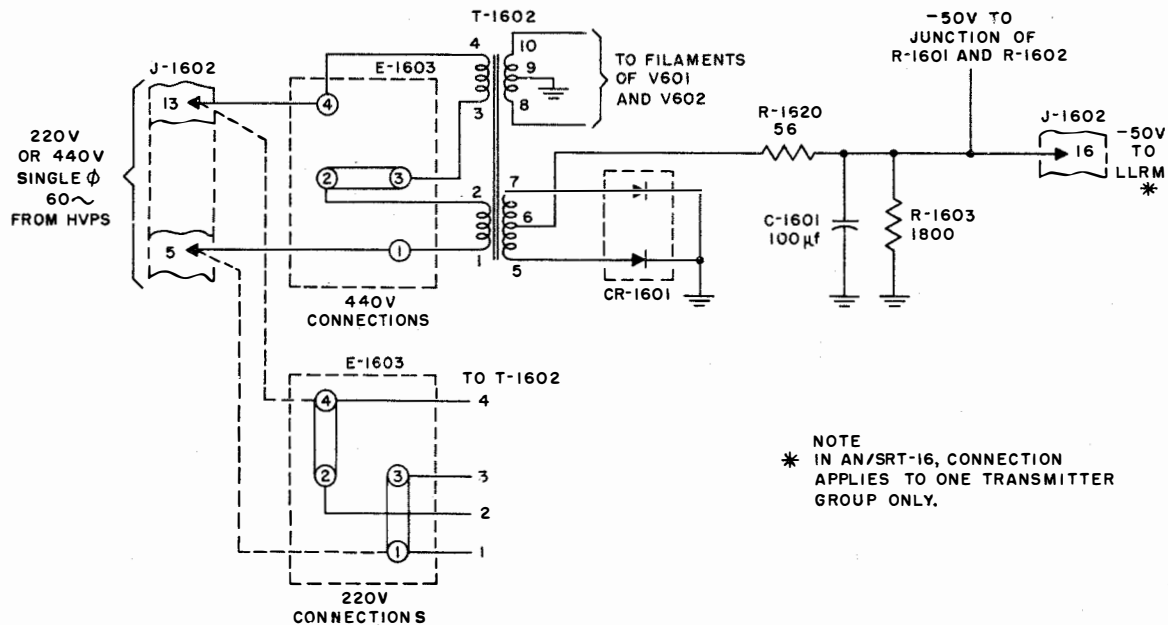 T-1602
J-1602
E-1603
13
4
4
3
2
3
2
1
5
1
220V
OR 440V
SINGLE ϕ
60~
FROM HVPS
440V
CONNECTIONS
10
9
8
TO FILAMENTS
OF V601
AND V602
7
6
5
CR-1601
R-1620
56
C-1601
100µf
R-1603
1800
-50V TO
JUNCTION OF
R-1601 AND R-1602
J-1602
16
-50V
TO
LLRM
*
E-1603
TO T-1602
4
4
2
3
3
2
1
1
220V
CONNECTIONS
NOTE
* IN AN/SRT-16, CONNECTION
APPLIES TO ONE TRANSMITTER
GROUP ONLY.